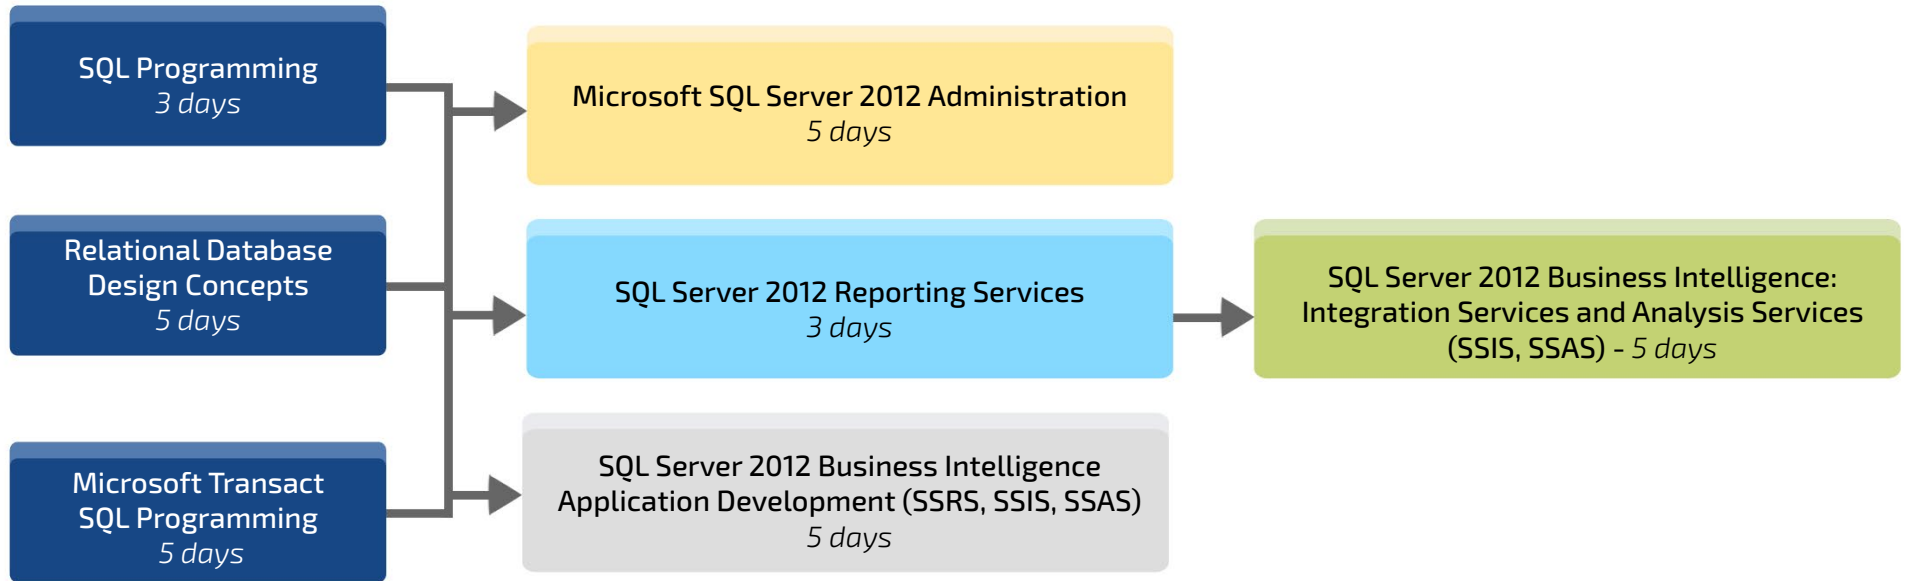 SQL Programming
3 days
Microsoft SQL Server 2012 Administration
5 days
Relational Database
Design Concepts
5 days
SQL Server 2012 Reporting Services
3 days
SQL Server 2012 Business Intelligence:
Integration Services and Analysis Services
(SSIS, SSAS) - 5 days
Microsoft Transact
SQL Programming
5 days
SQL Server 2012 Business Intelligence
Application Development (SSRS, SSIS, SSAS)
5 days